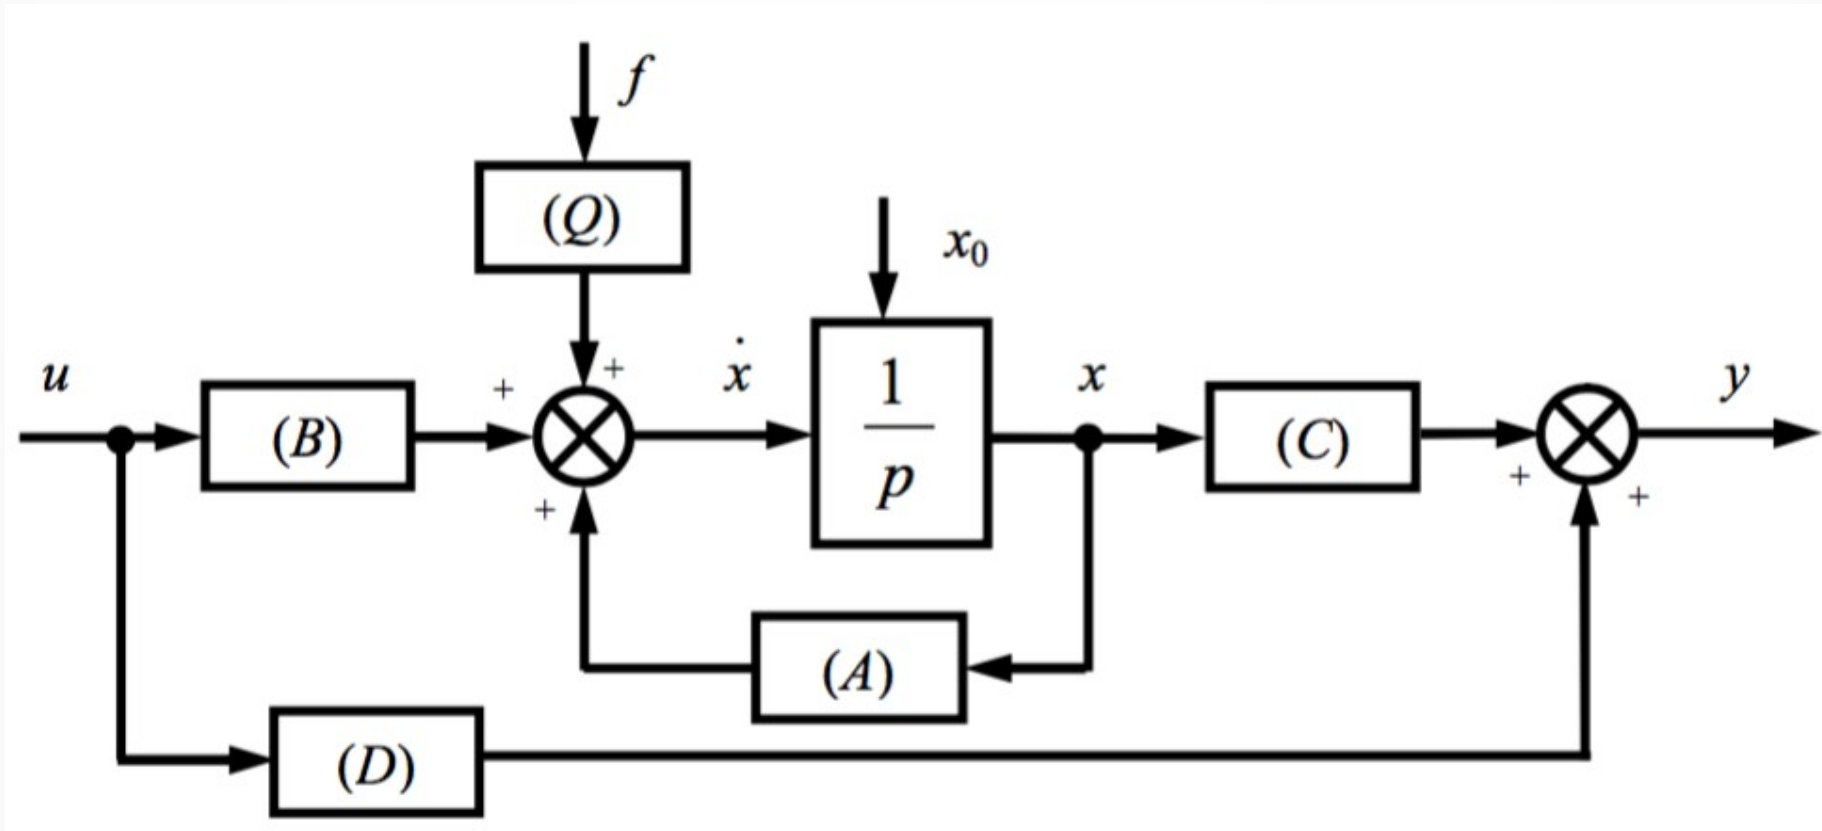 f
(Q)
x₀
u
+
+
ẋ
1
p
x
y
(B)
(C)
+
+
+
(A)
(D)